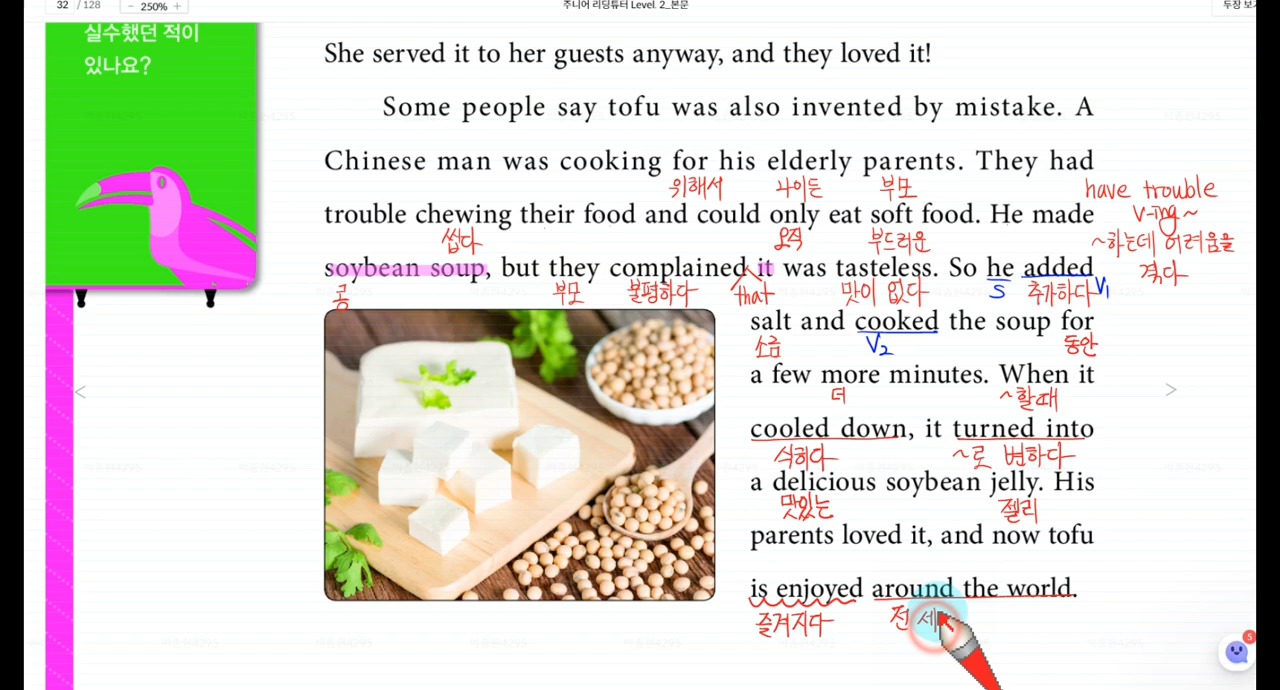 32 / 128
− 250% +
주니어 리딩튜터 Level. 2_본문
두장 보
실수했던 적이
있나요?
She served it to her guests anyway, and they loved it!
Some people say tofu was also invented by mistake. A
Chinese man was cooking for his elderly parents. They had
위해서 나이든 부모 have trouble
trouble chewing their food and could only eat soft food. He made
v-ing ~
씹다 오직 부드러운 ~하는데 어려움을
soybean soup, but they complained it was tasteless. So he added
겪다
콩 부모 불평하다 that 맛이 없다 S 추가하다 V1
salt and cooked the soup for
소금 V2 동안
a few more minutes. When it
더 ~할때
cooled down, it turned into
식하다 ~로 변하다
a delicious soybean jelly. His
맛있는 젤리
parents loved it, and now tofu
is enjoyed around the world.
즐겨지다 전 세
5